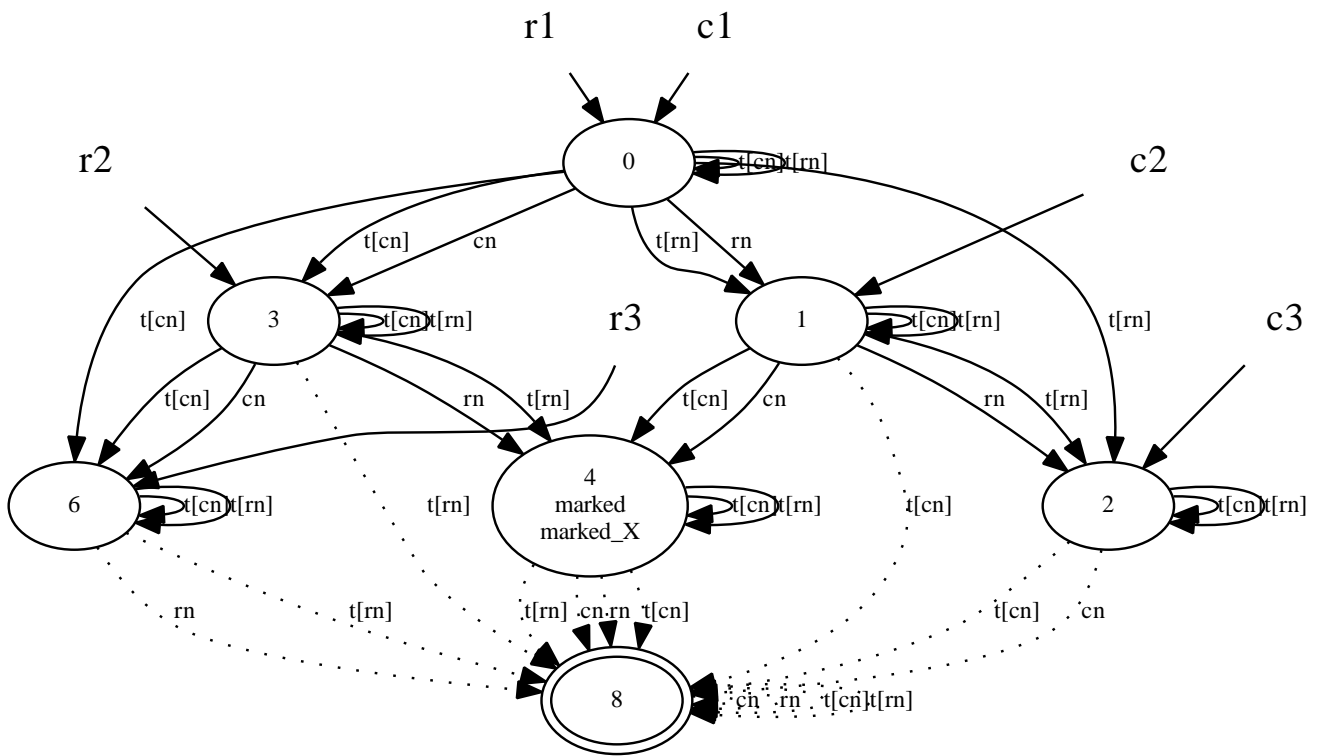 r1
c1
r2
0
t[cn]
t[rn]
c2
t[cn]
cn
t[rn]
rn
t[cn]
3
t[cn]
t[rn]
r3
1
t[cn]
t[rn]
t[rn]
c3
t[cn]
cn
rn
t[rn]
t[cn]
cn
rn
t[rn]
6
t[cn]
t[rn]
t[rn]
4
marked
marked_X
t[cn]
t[rn]
t[cn]
2
t[cn]
t[rn]
rn
t[rn]
t[rn]
cn
rn
t[cn]
t[cn]
cn
8
cn
rn
t[cn]
t[rn]